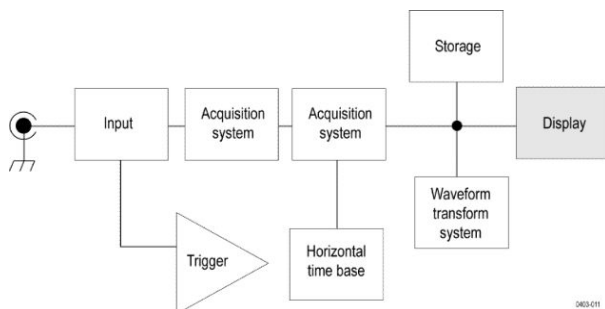 Storage
Input
Acquisition
system
Acquisition
system
Display
Waveform
transform
system
Trigger
Horizontal
time base
0403-011